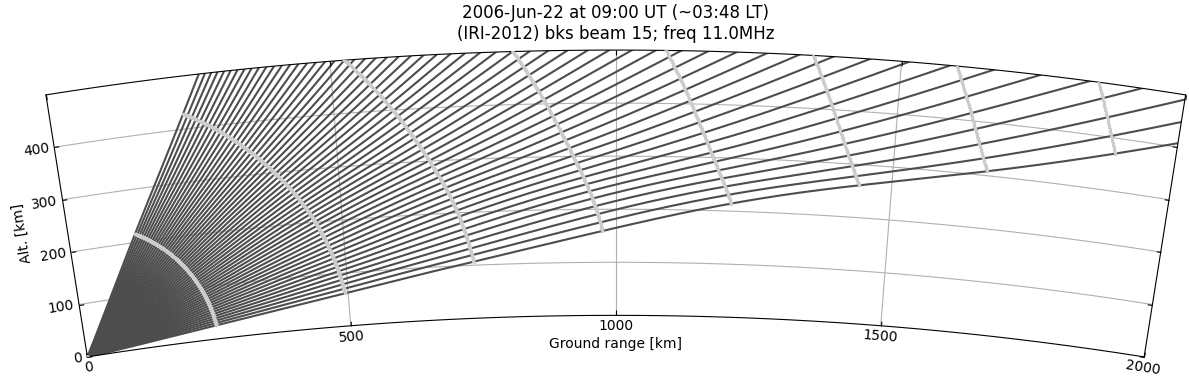 2006-Jun-22 at 09:00 UT (~03:48 LT)
(IRI-2012) bks beam 15; freq 11.0MHz
400
300
200
100
0
Alt. [km]
0
500
1000
1500
2000
Ground range [km]